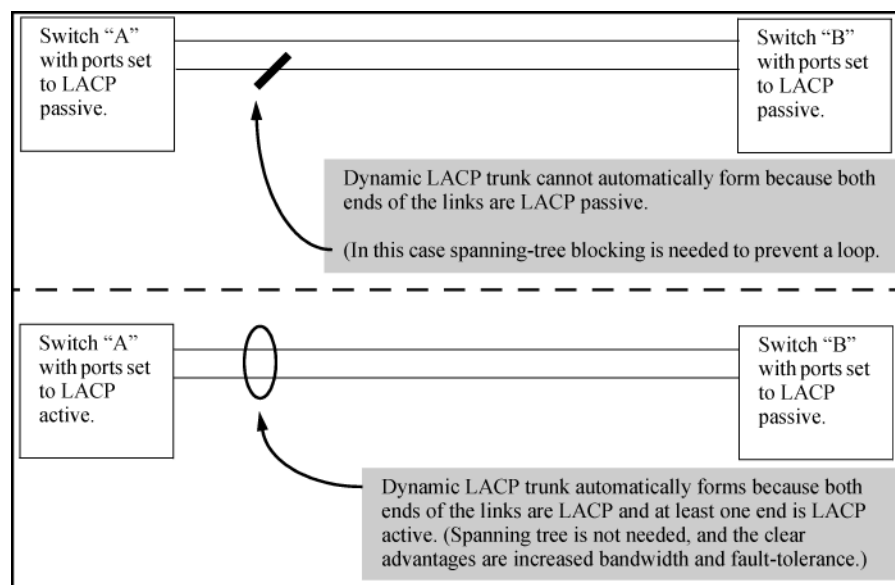 Switch “A”
with ports set
to LACP
passive.
Switch “B”
with ports set
to LACP
passive.
Dynamic LACP trunk cannot automatically form because both
ends of the links are LACP passive.
(In this case spanning-tree blocking is needed to prevent a loop.
Switch “A”
with ports set
to LACP
active.
Switch “B”
with ports set
to LACP
passive.
Dynamic LACP trunk automatically forms because both
ends of the links are LACP and at least one end is LACP
active. (Spanning tree is not needed, and the clear
advantages are increased bandwidth and fault-tolerance.)